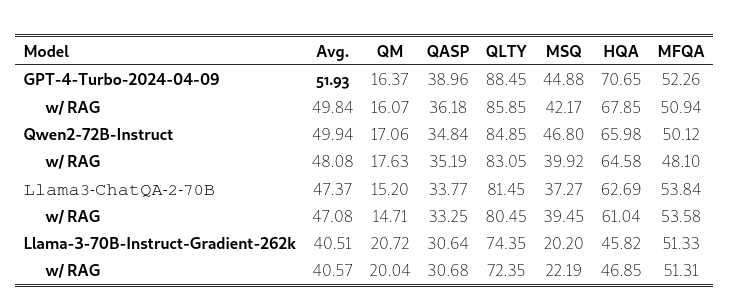 Model Avg. QM QASP QLTY MSQ HQA MFQA
GPT-4-Turbo-2024-04-09 51.93 16.37 38.96 88.45 44.88 70.65 52.26
w/ RAG 49.84 16.07 36.18 85.85 42.17 67.85 50.94
Qwen2-72B-Instruct 49.94 17.06 34.84 84.85 46.80 65.98 50.12
w/ RAG 48.08 17.63 35.19 83.05 39.92 64.58 48.10
Llama3-ChatQA-2-70B 47.37 15.20 33.77 81.45 37.27 62.69 53.84
w/ RAG 47.08 14.71 33.25 80.45 39.45 61.04 53.58
Llama-3-70B-Instruct-Gradient-262k 40.51 20.72 30.64 74.35 20.20 45.82 51.33
w/ RAG 40.57 20.04 30.68 72.35 22.19 46.85 51.31